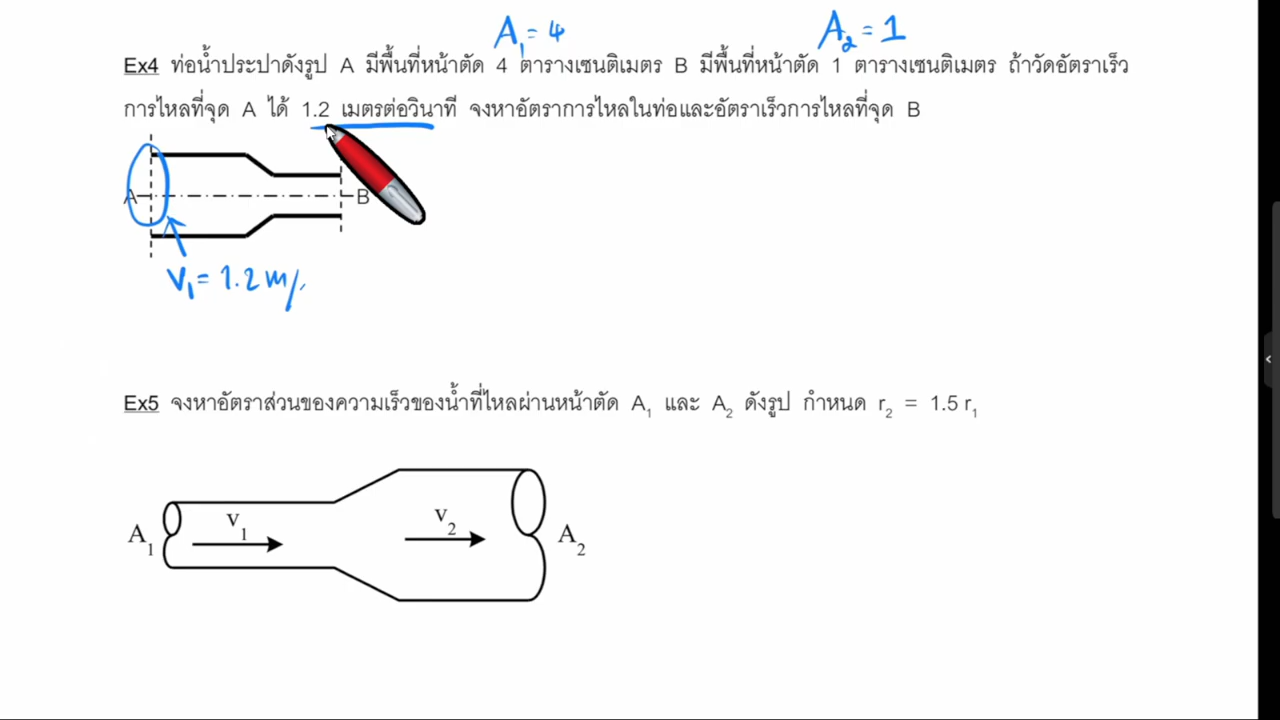 A₁ = 4
A₂ = 1
Ex4 ท่อน้ำประปาดังรูป A มีพื้นที่หน้าตัด 4 ตารางเซนติเมตร B มีพื้นที่หน้าตัด 1 ตารางเซนติเมตร ถ้าวัดอัตราเร็ว
การไหลที่จุด A ได้ 1.2 เมตรต่อวินาที จงหาอัตราการไหลในท่อและอัตราเร็วการไหลที่จุด B
A
B
V₁ = 1.2 m/
Ex5 จงหาอัตราส่วนของความเร็วของน้ำที่ไหลผ่านหน้าตัด A₁ และ A₂ ดังรูป กำหนด r₂ = 1.5 r₁
A₁
v₁
v₂
A₂